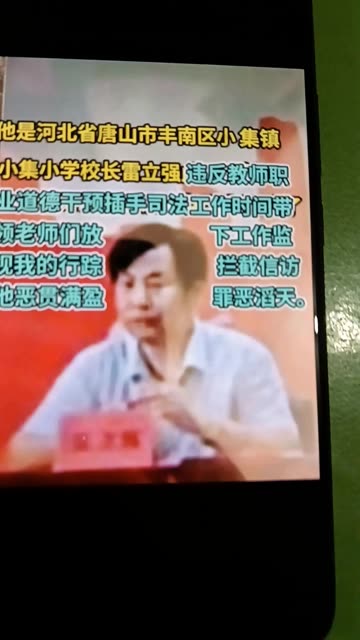 他是河北省唐山市丰南区小集镇
小集小学校长雷立强违反教师职
业道德干预插手司法工作时间带
领老师们放 下工作监
视我的行踪 拦截信访
他恶贯满盈 罪恶滔天。